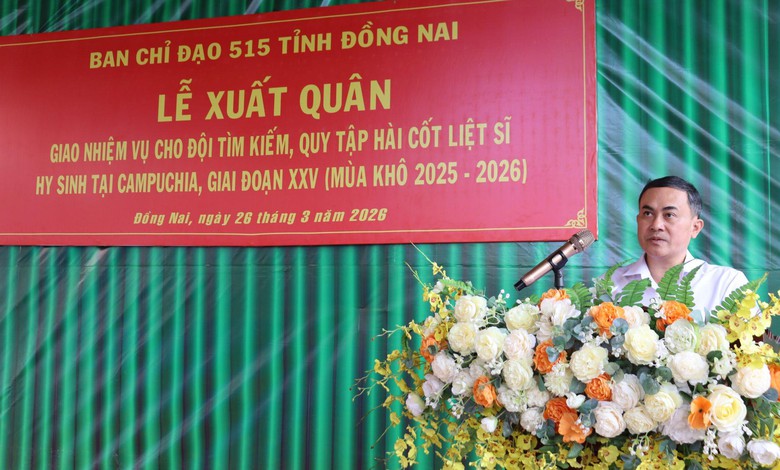 BAN CHỈ ĐẠO 515 TỈNH ĐỒNG NAI
LỄ XUẤT QUÂN
GIAO NHIỆM VỤ CHO ĐỘI TÌM KIẾM, QUY TẬP HÀI CỐT LIỆT SĨ
HY SINH TẠI CAMPUCHIA, GIAI ĐOẠN XXV (MÙA KHÔ 2025 - 2026)
Đồng Nai, ngày 26 tháng 3 năm 2026